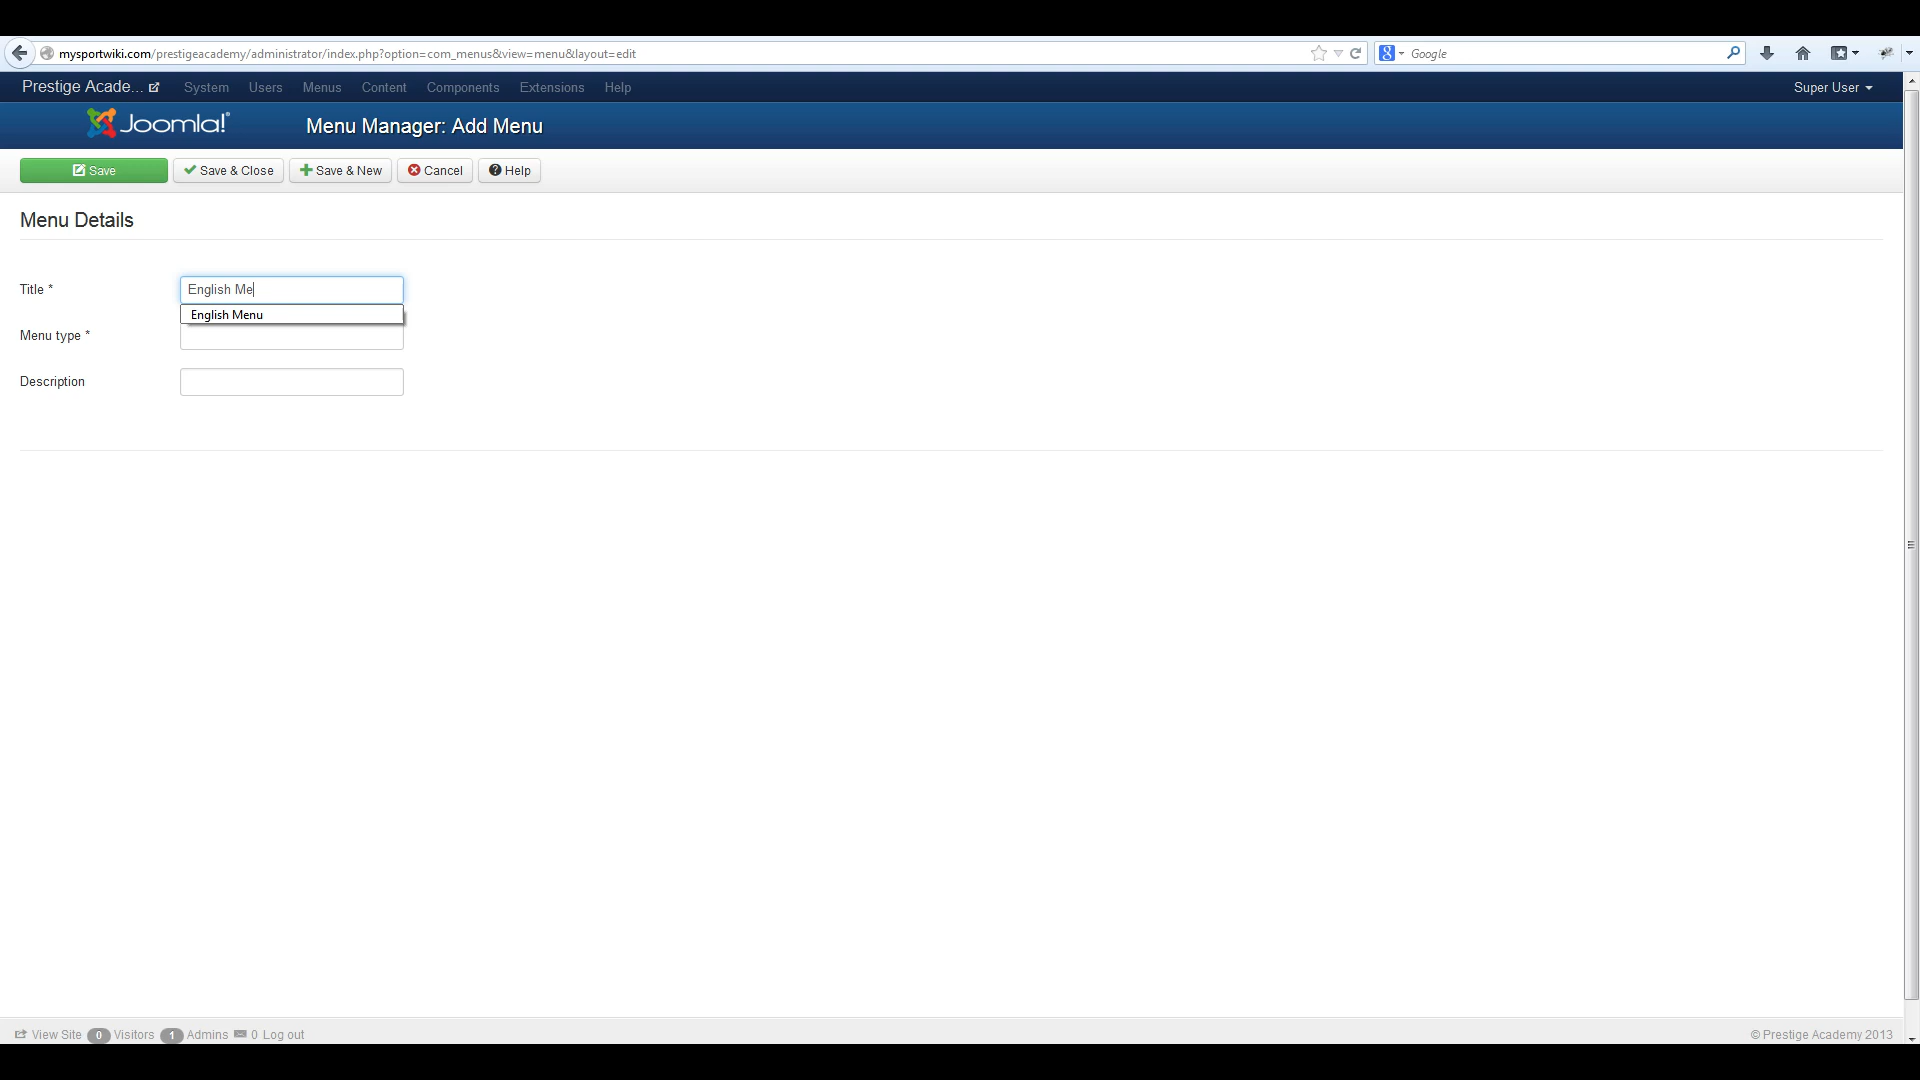 mysportwiki.com/prestigeacademy/administrator/index.php?option=com_menus&view=menu&layout=edit
Google
Prestige Acade...
System
Users
Menus
Content
Components
Extensions
Help
Super User
Joomla!
Menu Manager: Add Menu
Save
Save & Close
Save & New
Cancel
Help
Menu Details
Title *
English Me
English Menu
Menu type *
Description
View Site 0 Visitors 1 Admins 0 Log out
© Prestige Academy 2013